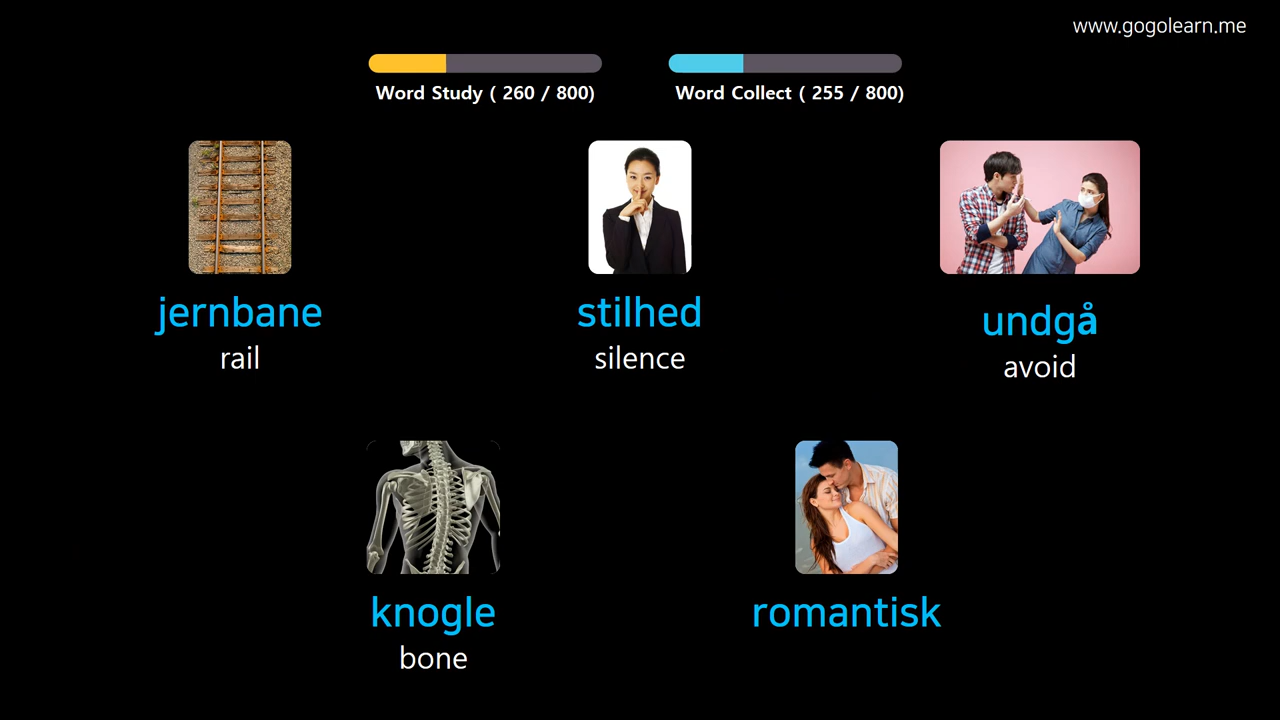 www.gogolearn.me
Word Study ( 260 / 800)
Word Collect ( 255 / 800)
jernbane
rail
stilhed
silence
undgå
avoid
knogle
bone
romantisk